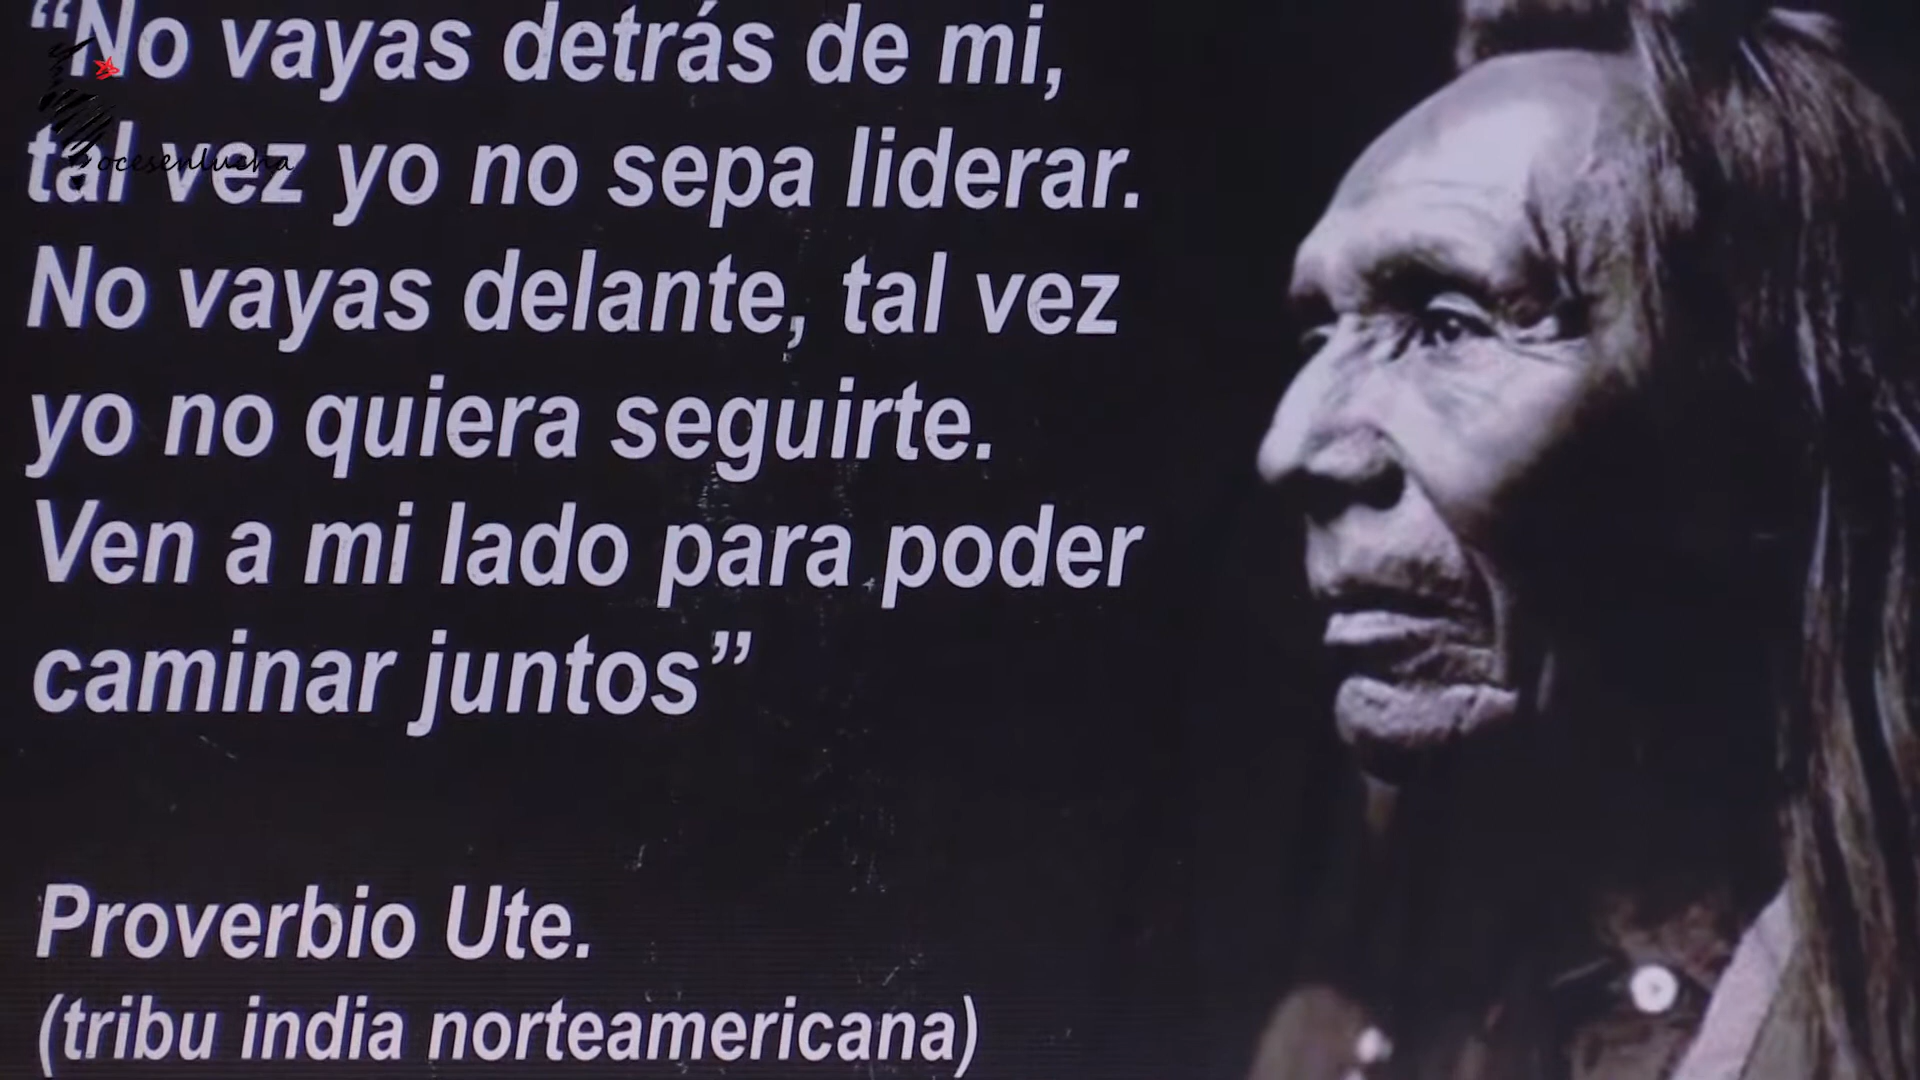 “No vayas detrás de mi,
tal vez yo no sepa liderar.
No vayas delante, tal vez
yo no quiera seguirte.
Ven a mi lado para poder
caminar juntos”
Proverbio Ute.
(tribu india norteamericana)
ocesenlucha